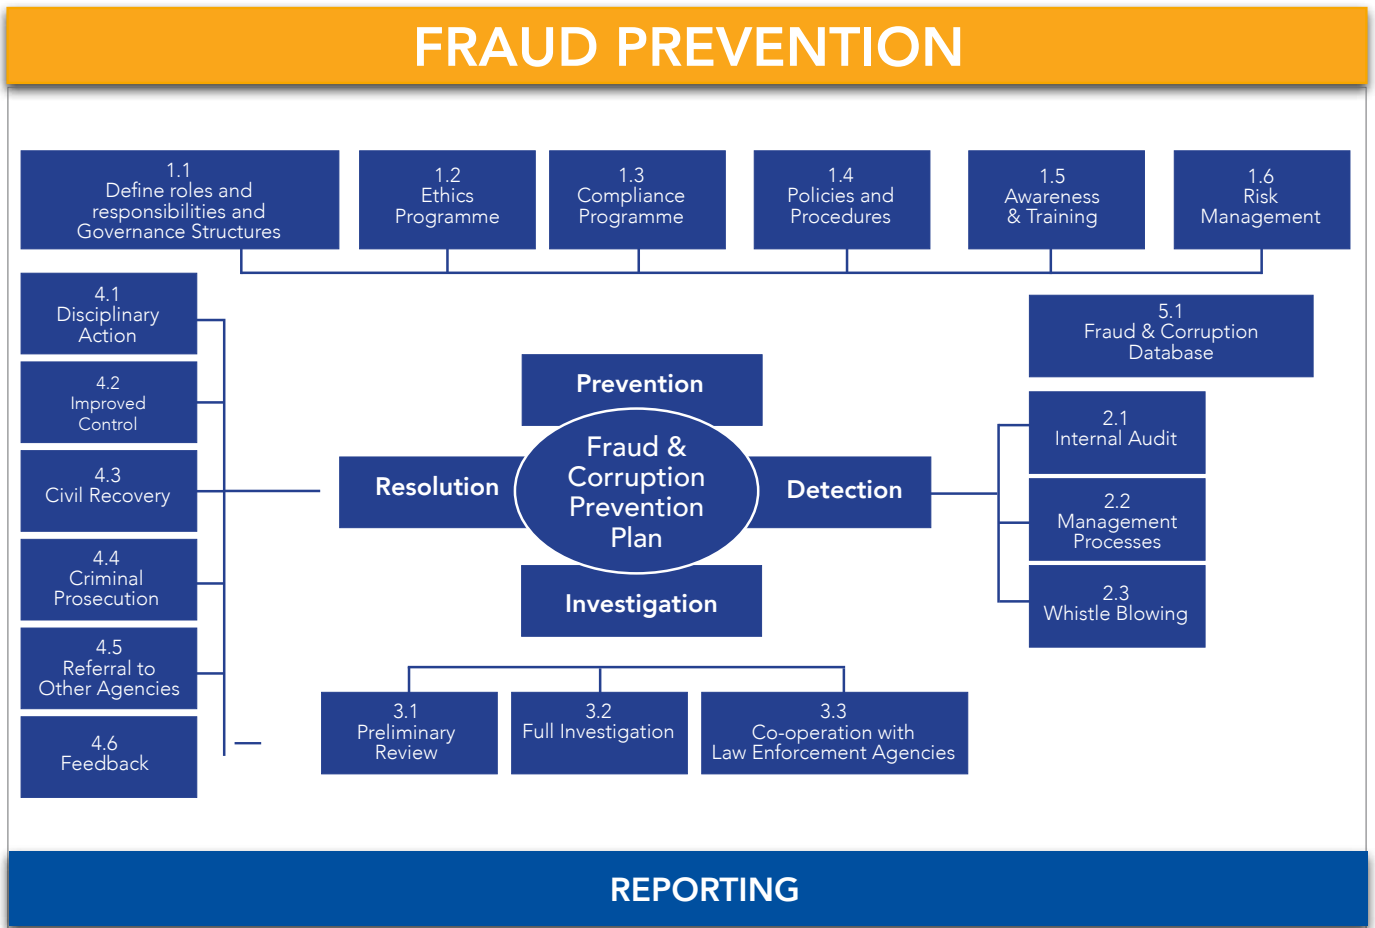 FRAUD PREVENTION
1.1
Define roles and
responsibilities and
Governance Structures
1.2
Ethics
Programme
1.3
Compliance
Programme
1.4
Policies and
Procedures
1.5
Awareness
& Training
1.6
Risk
Management
4.1
Disciplinary
Action
4.2
Improved
Control
4.3
Civil Recovery
4.4
Criminal
Prosecution
4.5
Referral to
Other Agencies
4.6
Feedback
Prevention
Resolution
Fraud &
Corruption
Prevention
Plan
Detection
Investigation
5.1
Fraud & Corruption
Database
2.1
Internal Audit
2.2
Management
Processes
2.3
Whistle Blowing
3.1
Preliminary
Review
3.2
Full Investigation
3.3
Co-operation with
Law Enforcement Agencies
REPORTING